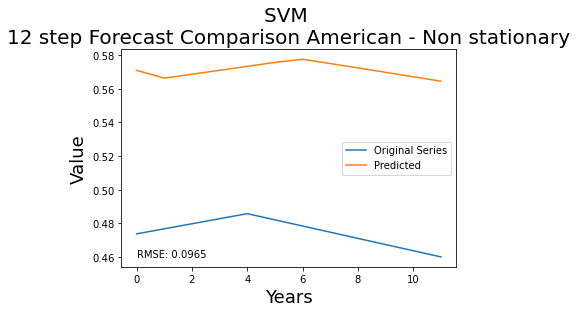 SVM
12 step Forecast Comparison American - Non stationary
0.58
0.56
0.54
0.52
0.50
0.48
0.46
Value
Original Series
Predicted
RMSE: 0.0965
0 2 4 6 8 10
Years